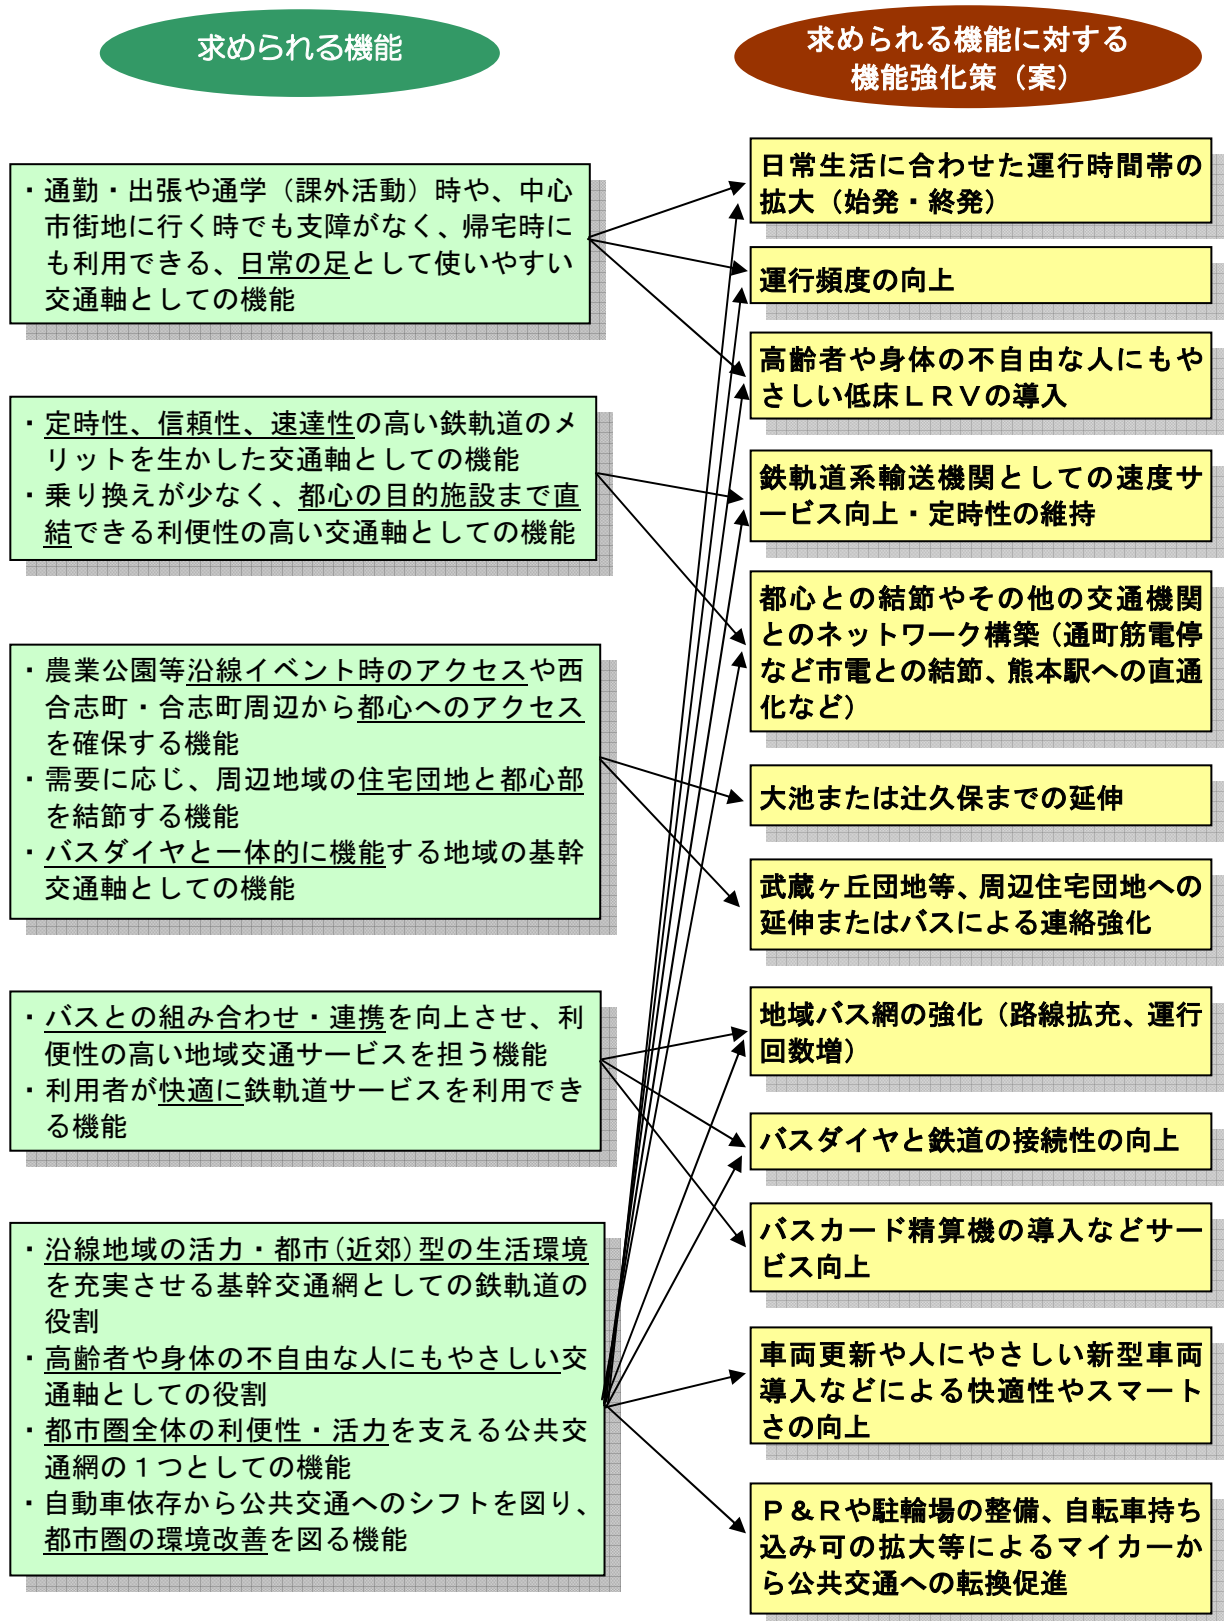 求められる機能
求められる機能に対する
機能強化策（案）
・通勤・出張や通学（課外活動）時や、中心
市街地に行く時でも支障がなく、帰宅時に
も利用できる、日常の足として使いやすい
交通軸としての機能
・定時性、信頼性、速達性の高い鉄軌道のメ
リットを生かした交通軸としての機能
・乗り換えが少なく、都心の目的施設まで直
結できる利便性の高い交通軸としての機能
・農業公園等沿線イベント時のアクセスや西
合志町・合志町周辺から都心へのアクセス
を確保する機能
・需要に応じ、周辺地域の住宅団地と都心部
を結節する機能
・バスダイヤと一体的に機能する地域の基幹
交通軸としての機能
・バスとの組み合わせ・連携を向上させ、利
便性の高い地域交通サービスを担う機能
・利用者が快適に鉄軌道サービスを利用でき
る機能
・沿線地域の活力・都市（近郊）型の生活環境
を充実させる基幹交通網としての鉄軌道の
役割
・高齢者や身体の不自由な人にもやさしい交
通軸としての役割
・都市圏全体の利便性・活力を支える公共交
通網の１つとしての機能
・自動車依存から公共交通へのシフトを図り、
都市圏の環境改善を図る機能
日常生活に合わせた運行時間帯の
拡大（始発・終発）
運行頻度の向上
高齢者や身体の不自由な人にもや
さしい低床ＬＲＶの導入
鉄軌道系輸送機関としての速度サ
ービス向上・定時性の維持
都心との結節やその他の交通機関
とのネットワーク構築（通町筋電停
など市電との結節、熊本駅への直通
化など）
大池または辻久保までの延伸
武蔵ヶ丘団地等、周辺住宅団地への
延伸またはバスによる連絡強化
地域バス網の強化（路線拡充、運行
回数増）
バスダイヤと鉄道の接続性の向上
バスカード精算機の導入などサー
ビス向上
車両更新や人にやさしい新型車両
導入などによる快適性やスマート
さの向上
Ｐ＆Ｒや駐輪場の整備、自転車持ち
込み可の拡大等によるマイカーか
ら公共交通への転換促進